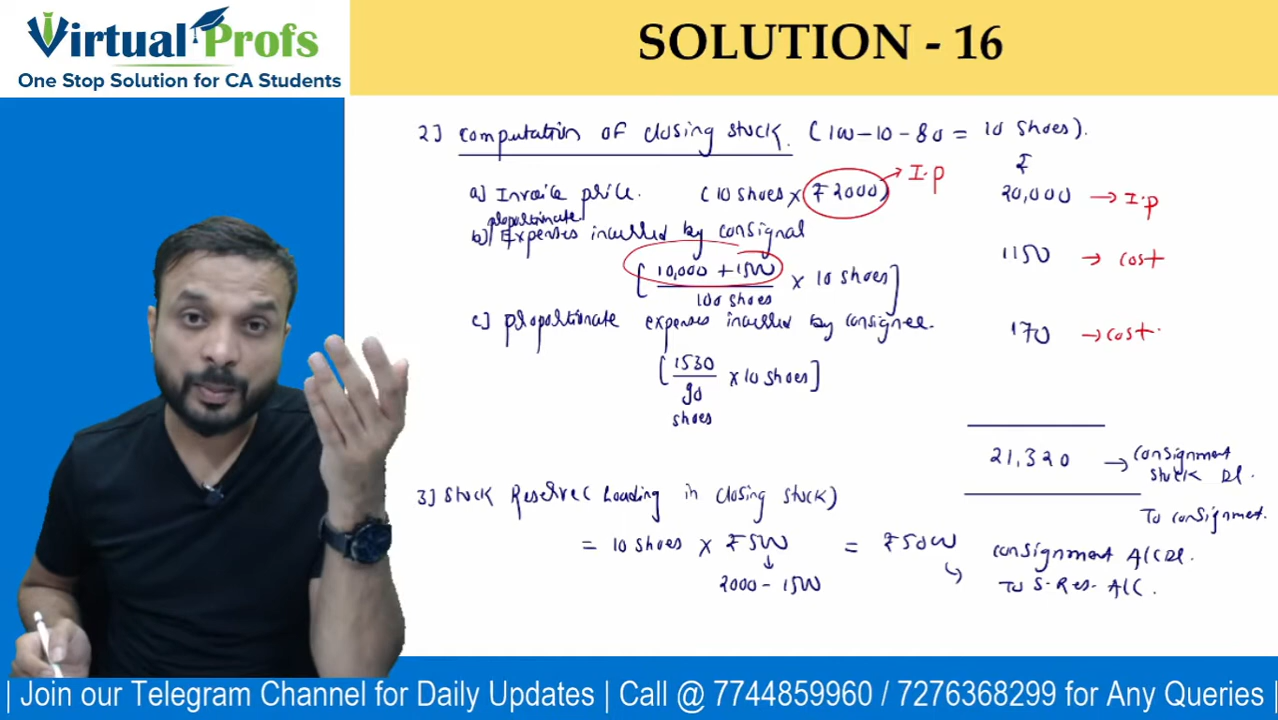 Virtual Profs
One Stop Solution for CA Students
SOLUTION - 16
2] Computation of closing stock. (100-10-80 = 10 shoes).
₹
a] Invoice price. (10 shoes x ₹2000) → I.p
20,000 → I.p
b] proportionate Expenses incurred by consignor
1150 → cost
[10,000 + 1500 / 100 shoes x 10 shoes]
c] proportionate expenses incurred by consignee.
170 → cost.
[1530 / 90 shoes x 10 shoes]
21,320 → Consignment stock Dr.
To consignment.
3] Stock Reserve (Loading in closing stock)
= 10 shoes x ₹500 = ₹5000
↓
2000 - 1500
Consignment A/C Dr.
To S. Res. A/C.
| Join our Telegram Channel for Daily Updates | Call @ 7744859960 / 7276368299 for Any Queries |